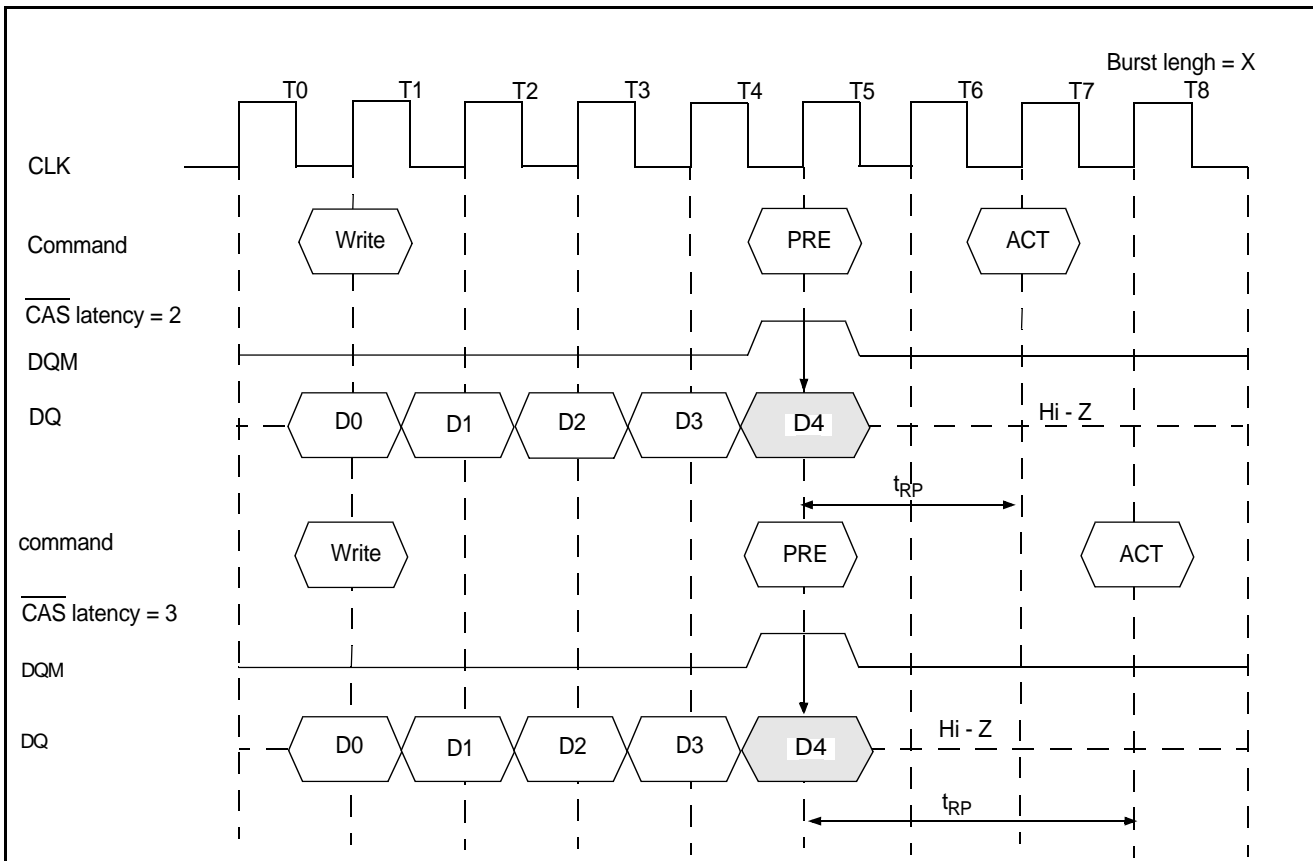 Burst lengh = X
T0 T1 T2 T3 T4 T5 T6 T7 T8
CLK
Command Write PRE ACT
CAS latency = 2
DQM
DQ D0 D1 D2 D3 D4 Hi - Z
tRP
command Write PRE ACT
CAS latency = 3
DQM
DQ D0 D1 D2 D3 D4 Hi - Z
tRP